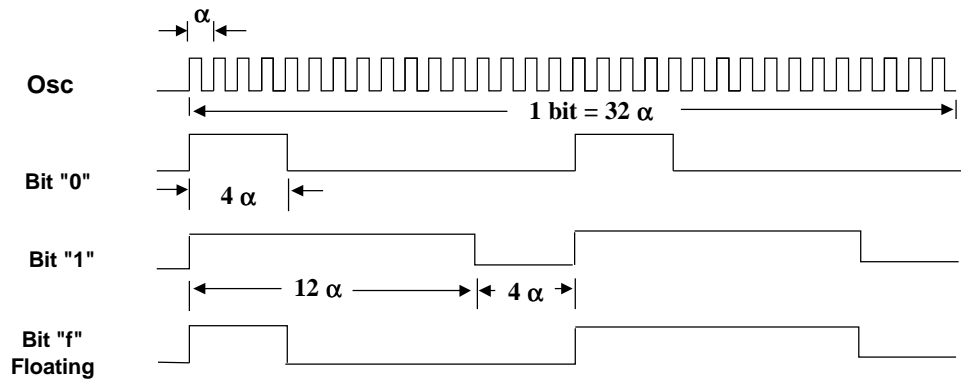 α
Osc
1 bit = 32 α
Bit "0"
4 α
Bit "1"
12 α 4 α
Bit "f"
Floating